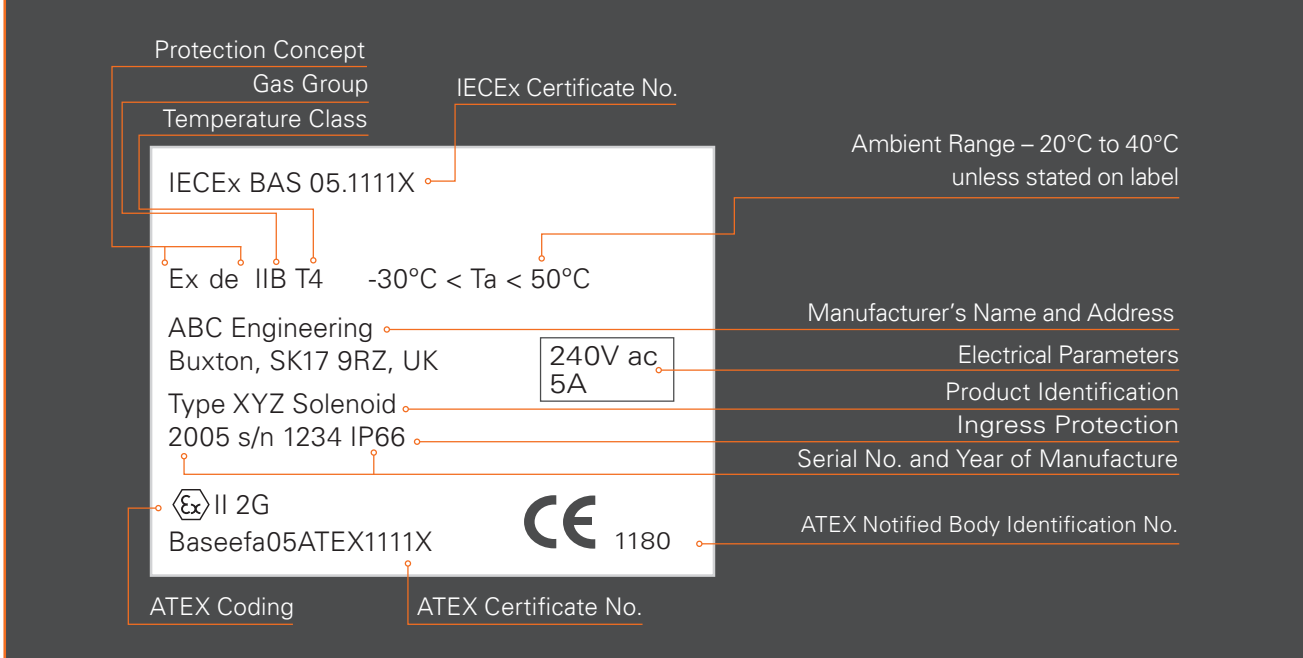 Protection Concept
Gas Group
Temperature Class
IECEx Certificate No.
Ambient Range – 20°C to 40°C
unless stated on label
IECEx BAS 05.1111X
Ex de IIB T4 -30°C < Ta < 50°C
ABC Engineering
Buxton, SK17 9RZ, UK
240V ac
5A
Type XYZ Solenoid
2005 s/n 1234 IP66
Ex II 2G
Baseefa05ATEX1111X
CE 1180
Manufacturer’s Name and Address
Electrical Parameters
Product Identification
Ingress Protection
Serial No. and Year of Manufacture
ATEX Notified Body Identification No.
ATEX Coding
ATEX Certificate No.